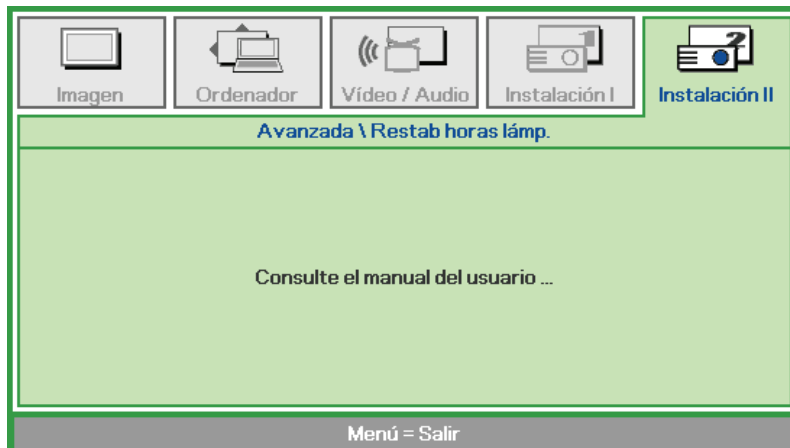 Imagen
Ordenador
Vídeo / Audio
Instalación I
Instalación II
Avanzada \ Restab horas lámp.
Consulte el manual del usuario ...
Menú = Salir